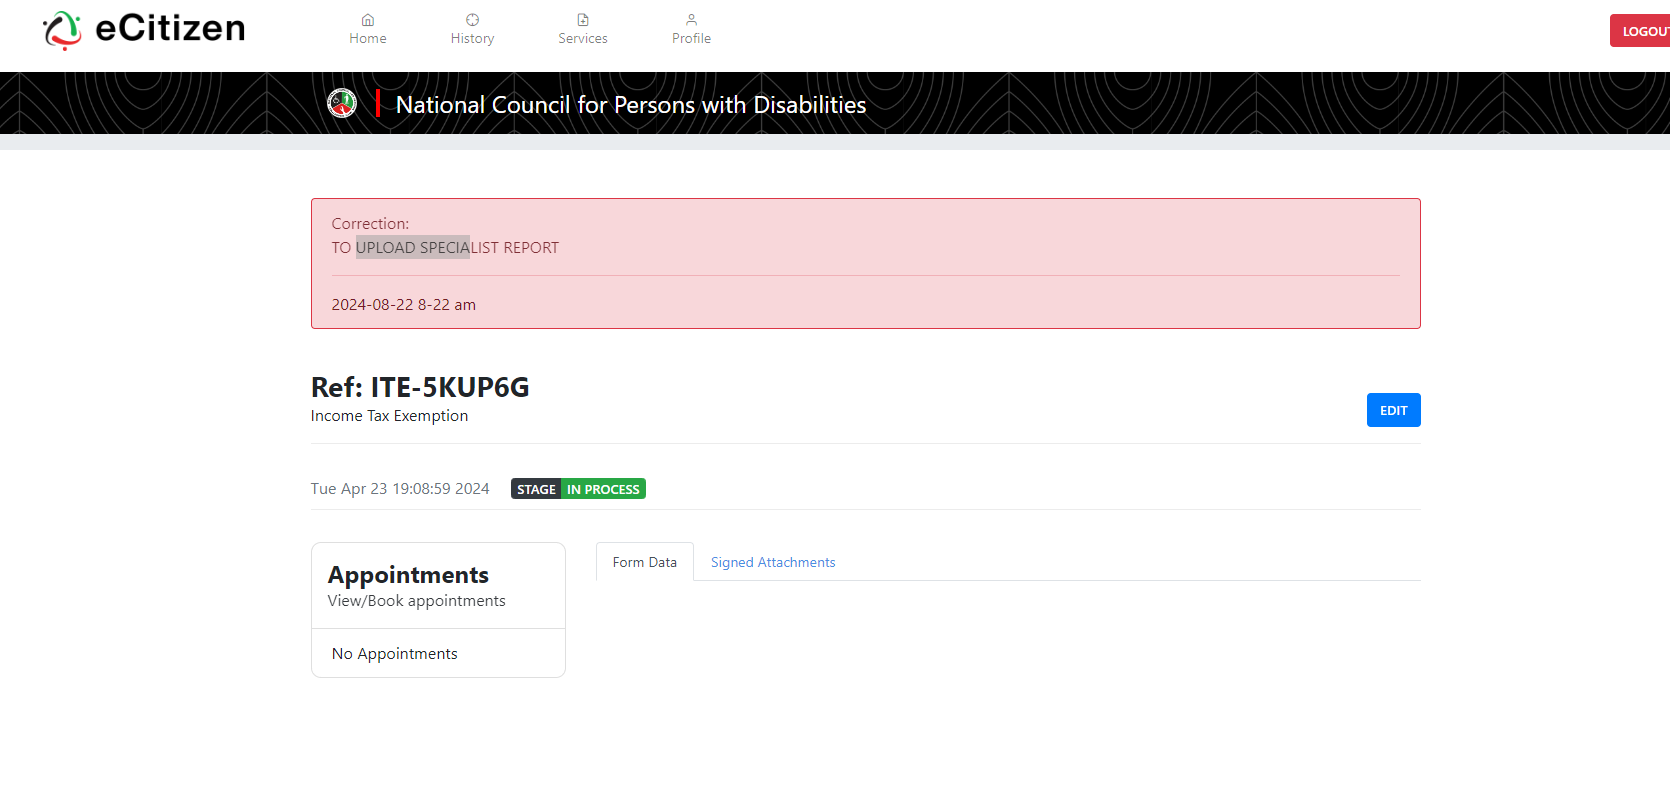 eCitizen
Home
History
Services
Profile
LOGOU
National Council for Persons with Disabilities
Correction:
TO UPLOAD SPECIALIST REPORT
2024-08-22 8-22 am
Ref: ITE-5KUP6G
Income Tax Exemption
EDIT
Tue Apr 23 19:08:59 2024 STAGE IN PROCESS
Appointments
View/Book appointments
No Appointments
Form Data
Signed Attachments